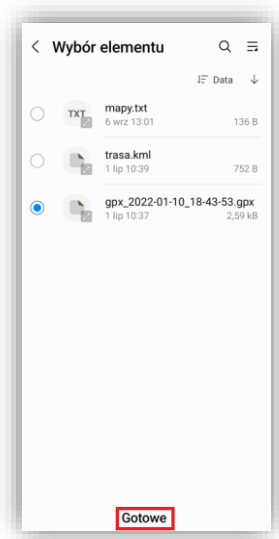 Wybór elementu
Data
TXT
mapy.txt
6 wrz 13:01 136 B
trasa.kml
1 lip 10:39 752 B
gpx_2022-01-10_18-43-53.gpx
1 lip 10:37 2,59 kB
Gotowe